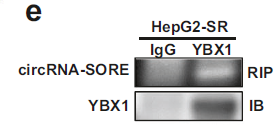 e
HepG2-SR
IgG YBX1
circRNA-SORE RIP
YBX1 IB